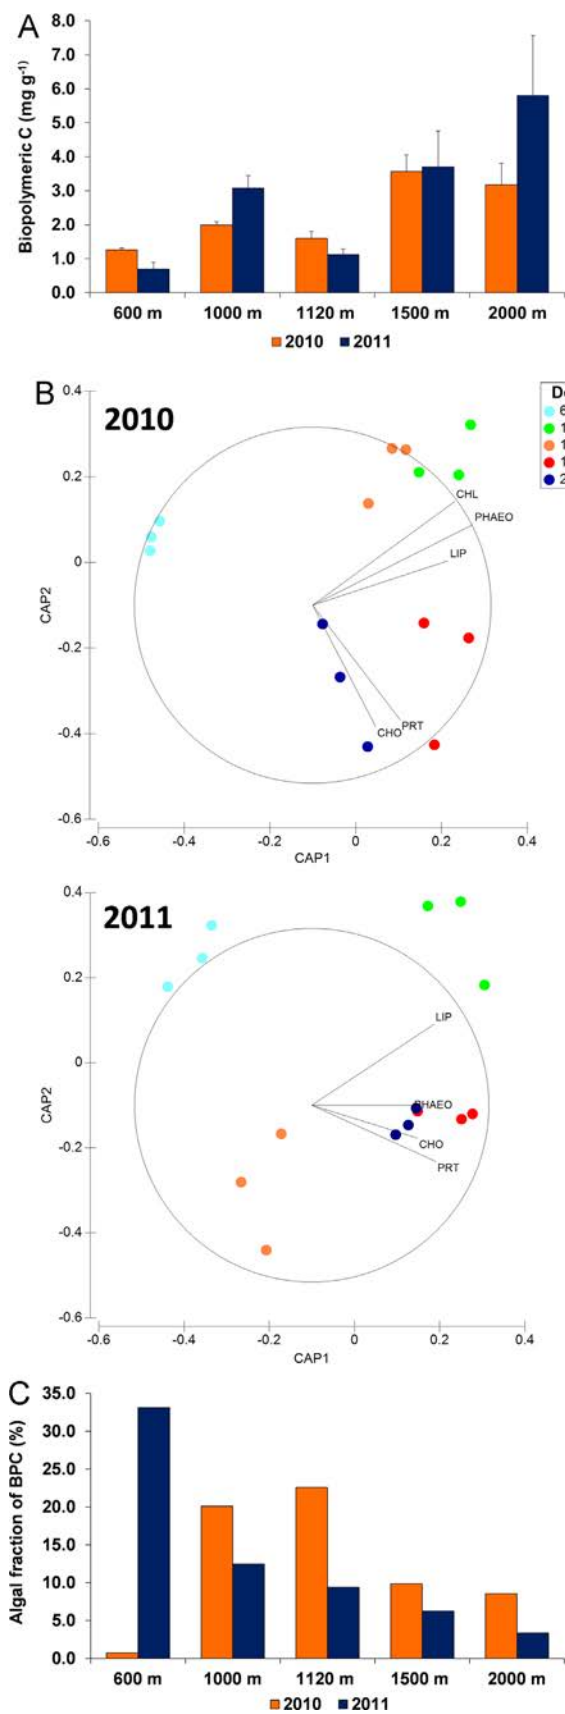 A
Biopolymeric C (mg g-1)
8.0
7.0
6.0
5.0
4.0
3.0
2.0
1.0
0.0
600 m 1000 m 1120 m 1500 m 2000 m
2010 2011
B
2010
0.4
0.2
0
-0.2
-0.4
-0.6
CAP2
CHL
PHAEO
LIP
PRT
CHO
-0.6 -0.4 -0.2 0 0.2 0.4
CAP1
De
6
1
1
1
2
2011
0.4
0.2
0
-0.2
-0.4
-0.6
CAP2
LIP
PHAEO
CHO
PRT
-0.6 -0.4 -0.2 0 0.2 0.4
CAP1
C
Algal fraction of BPC (%)
35.0
30.0
25.0
20.0
15.0
10.0
5.0
0.0
600 m 1000 m 1120 m 1500 m 2000 m
2010 2011